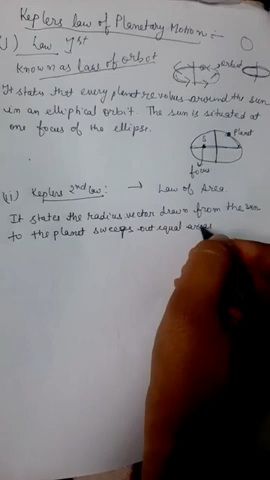 Keplers law of Planetary Motion :-
(i) Law 1st
Known as law of orbit
orbit
It states that every planet revolves around the sun
in an elliptical orbit. The sun is situated at
one focus of the ellipse.
Planet
S
focus
(ii) Keplers 2nd law : → Law of Area.
It states the radius vector drawn from the sun
to the planet sweeps out equal areas